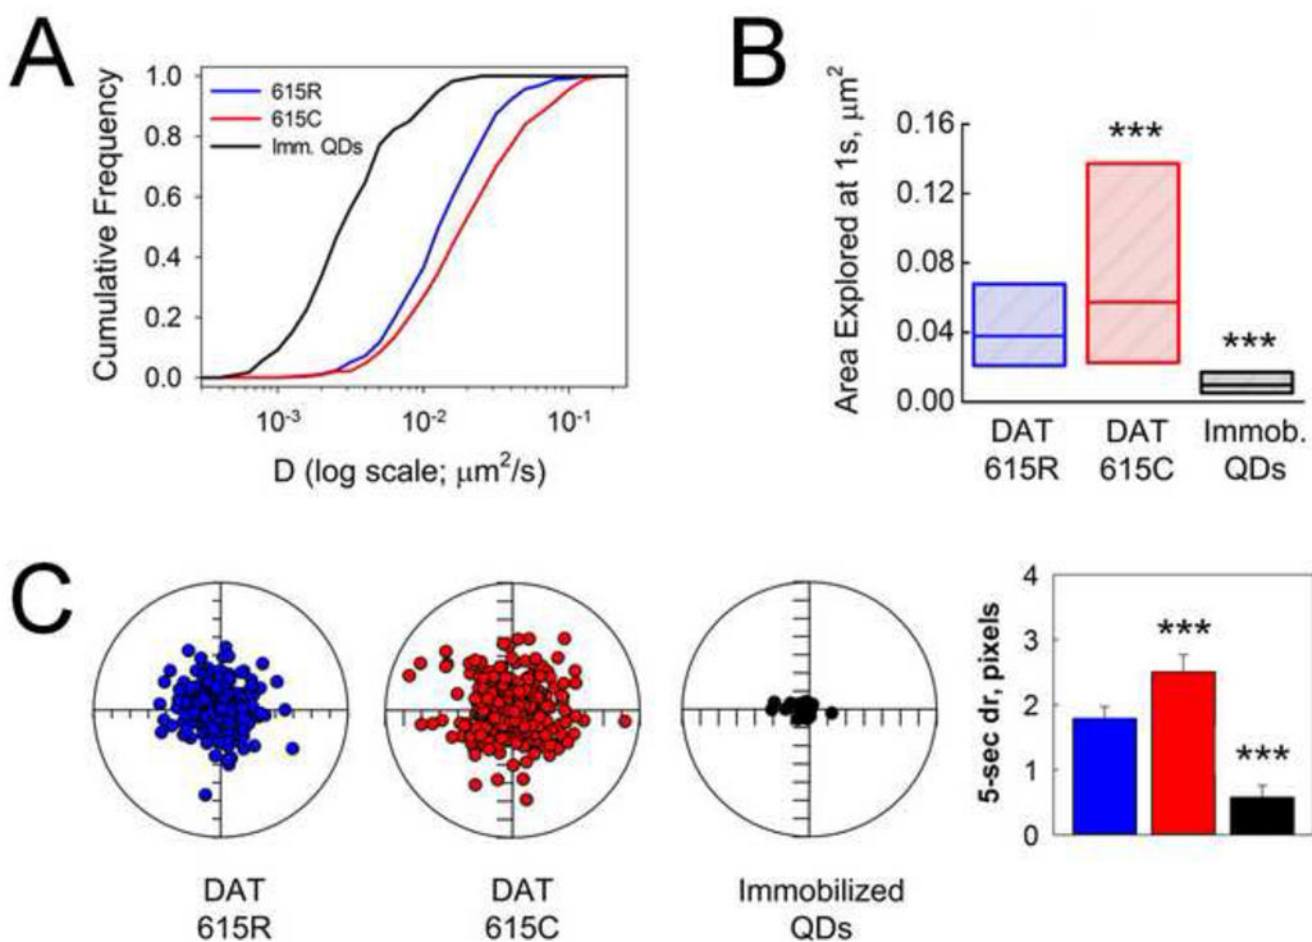 A
Cumulative Frequency
1.0
0.8
0.6
0.4
0.2
0.0
615R
615C
Imm. QDs
10⁻³ 10⁻² 10⁻¹
D (log scale; μm²/s)
B
Area Explored at 1s, μm²
0.16
0.12
0.08
0.04
0.00
***
***
DAT DAT Immob.
615R 615C QDs
C
DAT DAT Immobilized
615R 615C QDs
5-sec dr, pixels
4
3
2
1
0
***
***